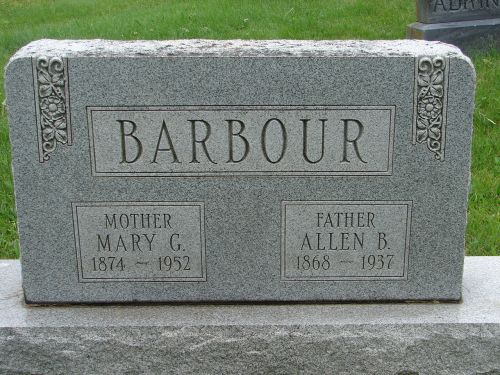 BARBOUR
MOTHER
MARY G.
1874 ~ 1952
FATHER
ALLEN B.
1868 ~ 1937